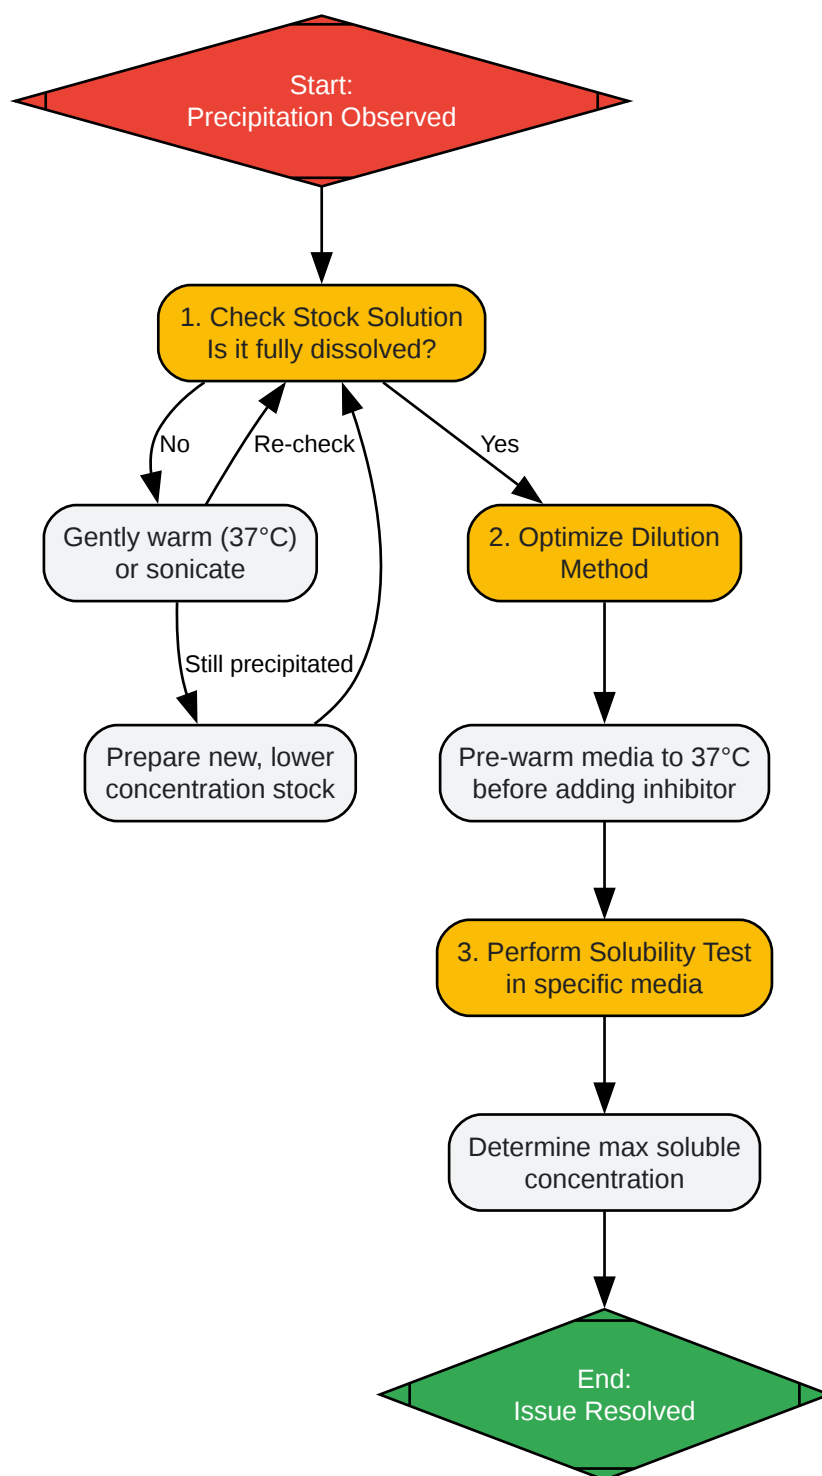 Start:
Precipitation Observed
1. Check Stock Solution
Is it fully dissolved?
No
Re-check
Yes
Gently warm (37°C)
or sonicate
2. Optimize Dilution
Method
Still precipitated
Prepare new, lower
concentration stock
Pre-warm media to 37°C
before adding inhibitor
3. Perform Solubility Test
in specific media
Determine max soluble
concentration
End:
Issue Resolved